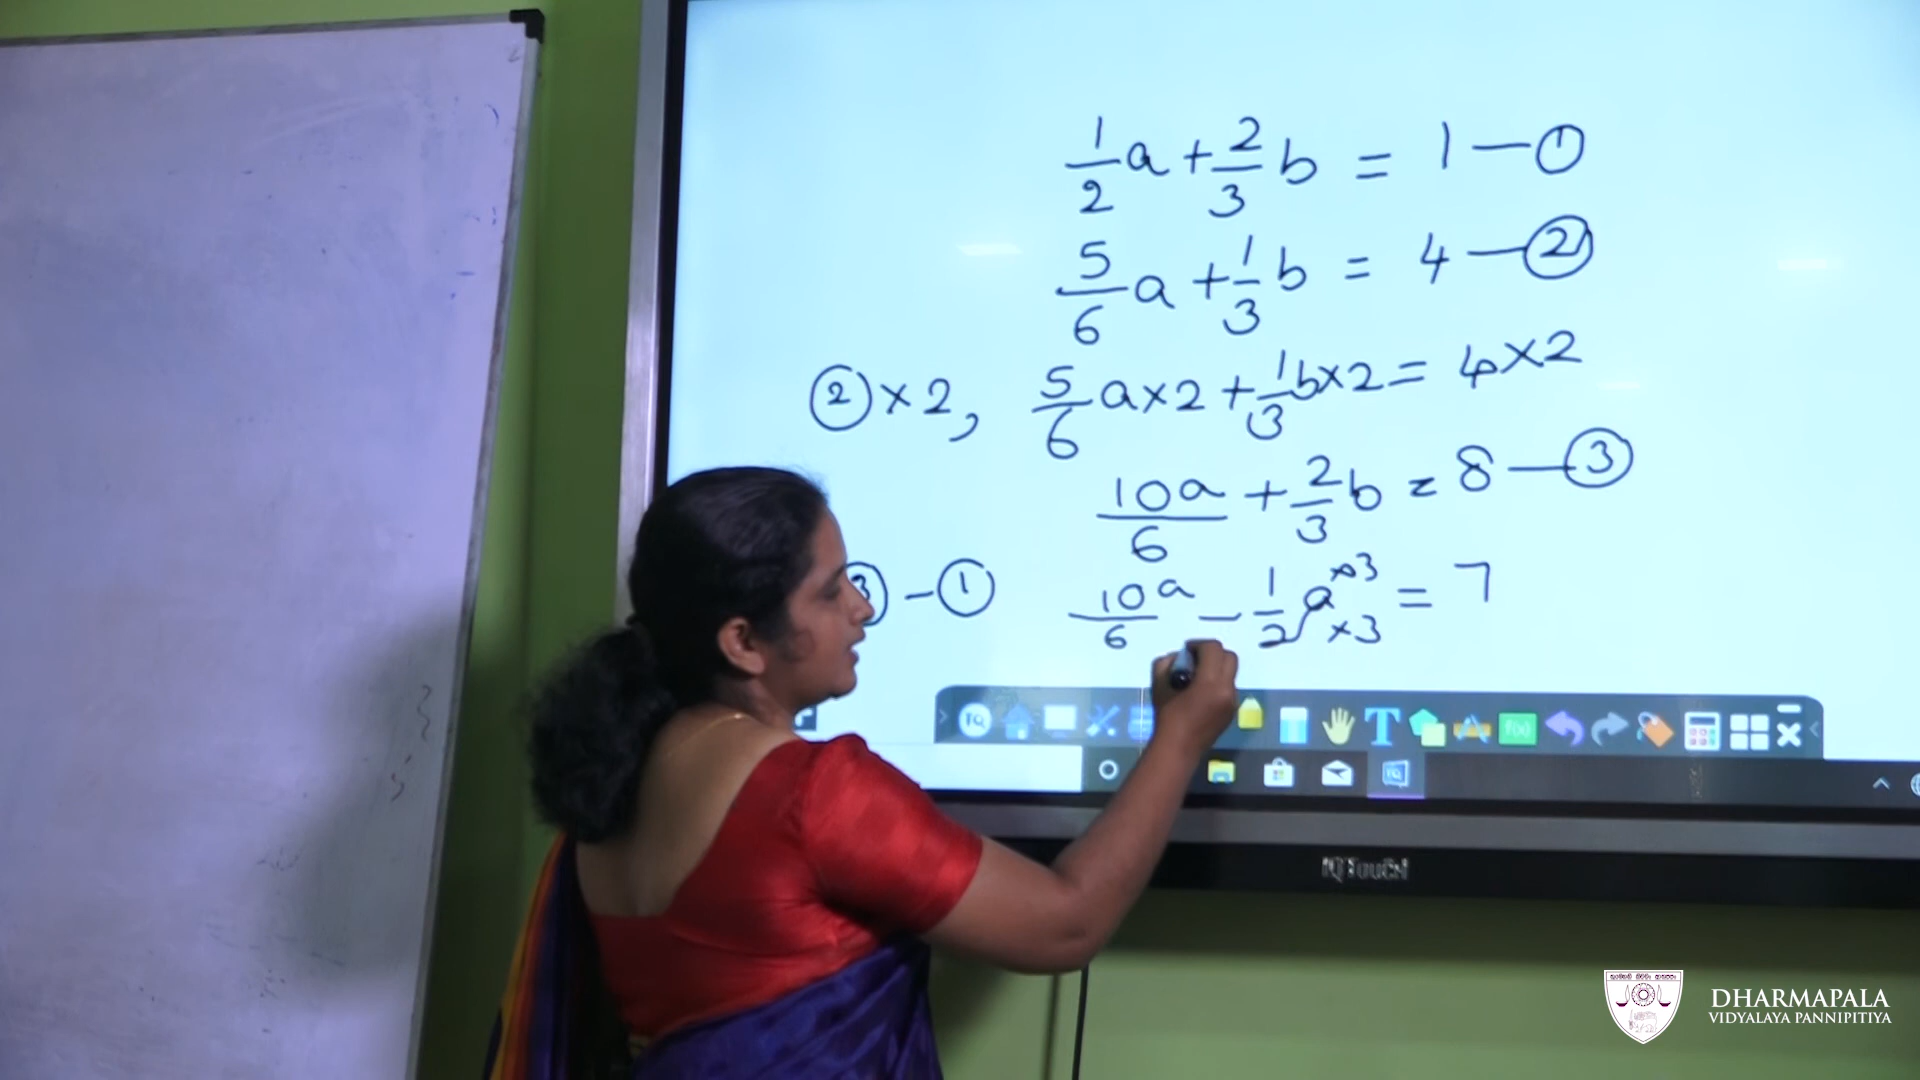 1/2 a + 2/3 b = 1 — ①
5/6 a + 1/3 b = 4 — ②
② × 2, 5/6 a × 2 + 1/3 b × 2 = 4 × 2
10a/6 + 2/3 b = 8 — ③
③ – ① 10a/6 – 1/2 a ×3 ×3 = 7
TQ
T
IQTouch
DHARMAPALA
VIDYALAYA PANNIPITIYA